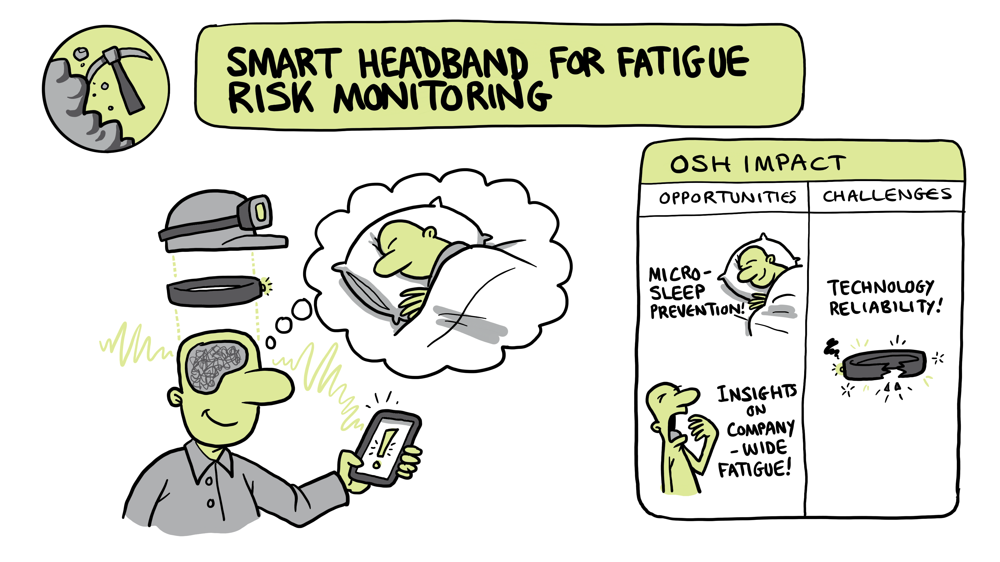 SMART HEADBAND FOR FATIGUE
RISK MONITORING
OSH IMPACT
OPPORTUNITIES
CHALLENGES
MICRO-
SLEEP
PREVENTION!
INSIGHTS
ON
COMPANY
-WIDE
FATIGUE!
TECHNOLOGY
RELIABILITY!
!